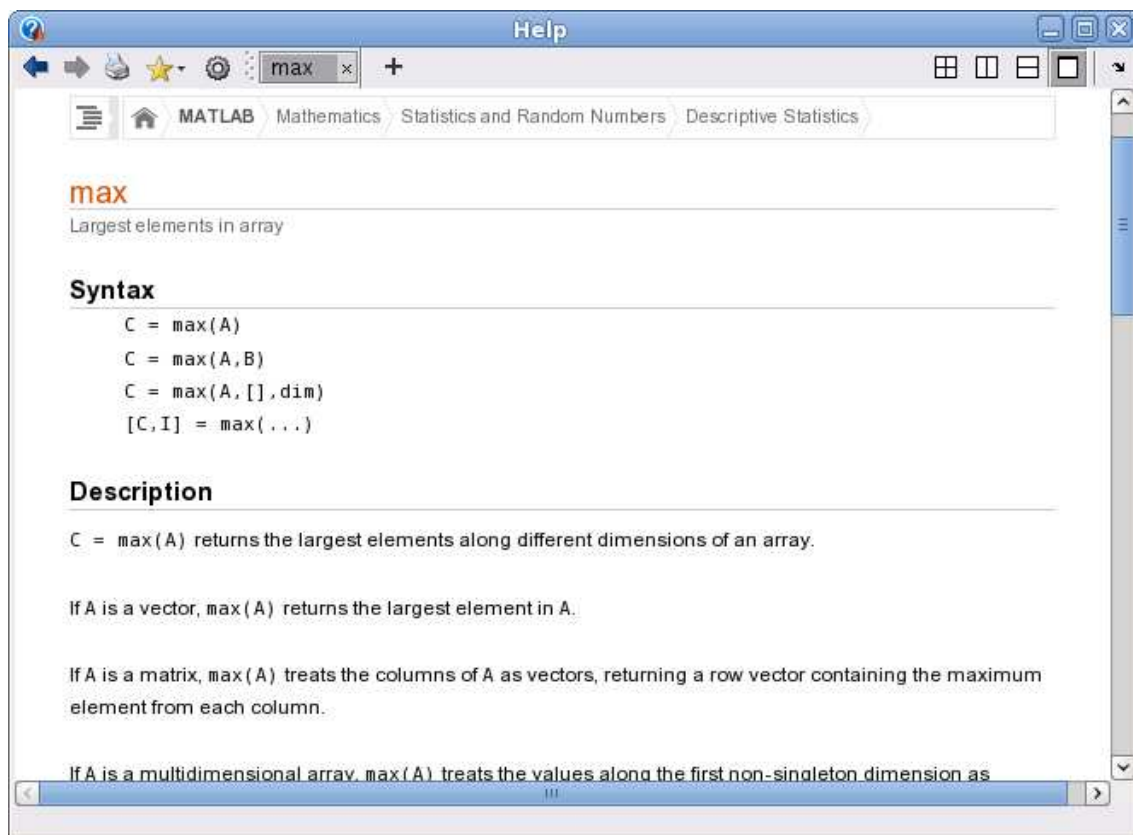 Help
max
MATLAB Mathematics Statistics and Random Numbers Descriptive Statistics
max
Largest elements in array
Syntax
C = max(A)
C = max(A,B)
C = max(A,[],dim)
[C,I] = max(...)
Description
C = max(A) returns the largest elements along different dimensions of an array.
If A is a vector, max(A) returns the largest element in A.
If A is a matrix, max(A) treats the columns of A as vectors, returning a row vector containing the maximum
element from each column.
If A is a multidimensional array, max(A) treats the values along the first non-singleton dimension as